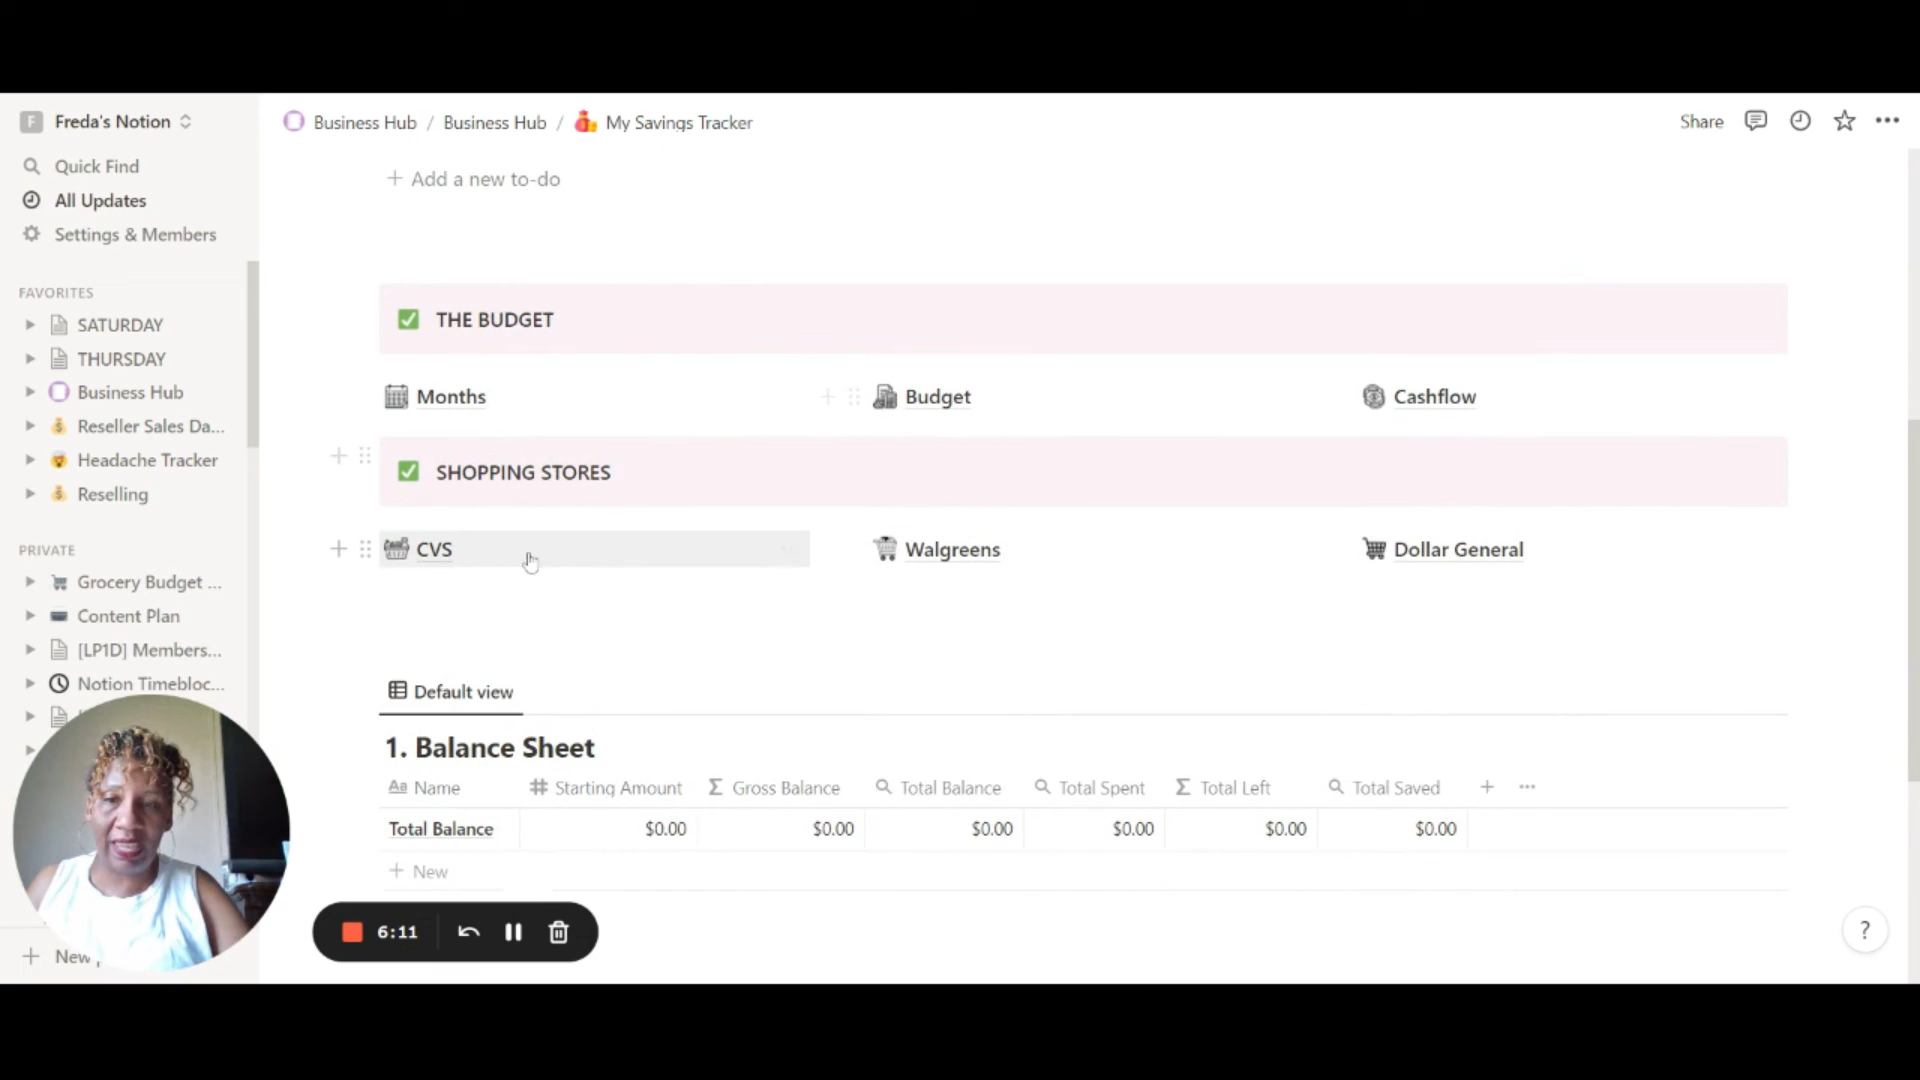 F Freda's Notion
Quick Find
All Updates
Settings & Members
FAVORITES
SATURDAY
THURSDAY
Business Hub
Reseller Sales Da...
Headache Tracker
Reselling
PRIVATE
Grocery Budget ...
Content Plan
[LP1D] Members...
Notion Timebloc...
New
Business Hub / Business Hub / My Savings Tracker
Share
+ Add a new to-do
THE BUDGET
Months
Budget
Cashflow
SHOPPING STORES
CVS
Walgreens
Dollar General
Default view
1. Balance Sheet
Aa Name # Starting Amount Σ Gross Balance Total Balance Total Spent Σ Total Left Total Saved + ...
Total Balance $0.00 $0.00 $0.00 $0.00 $0.00 $0.00
+ New
6:11
?